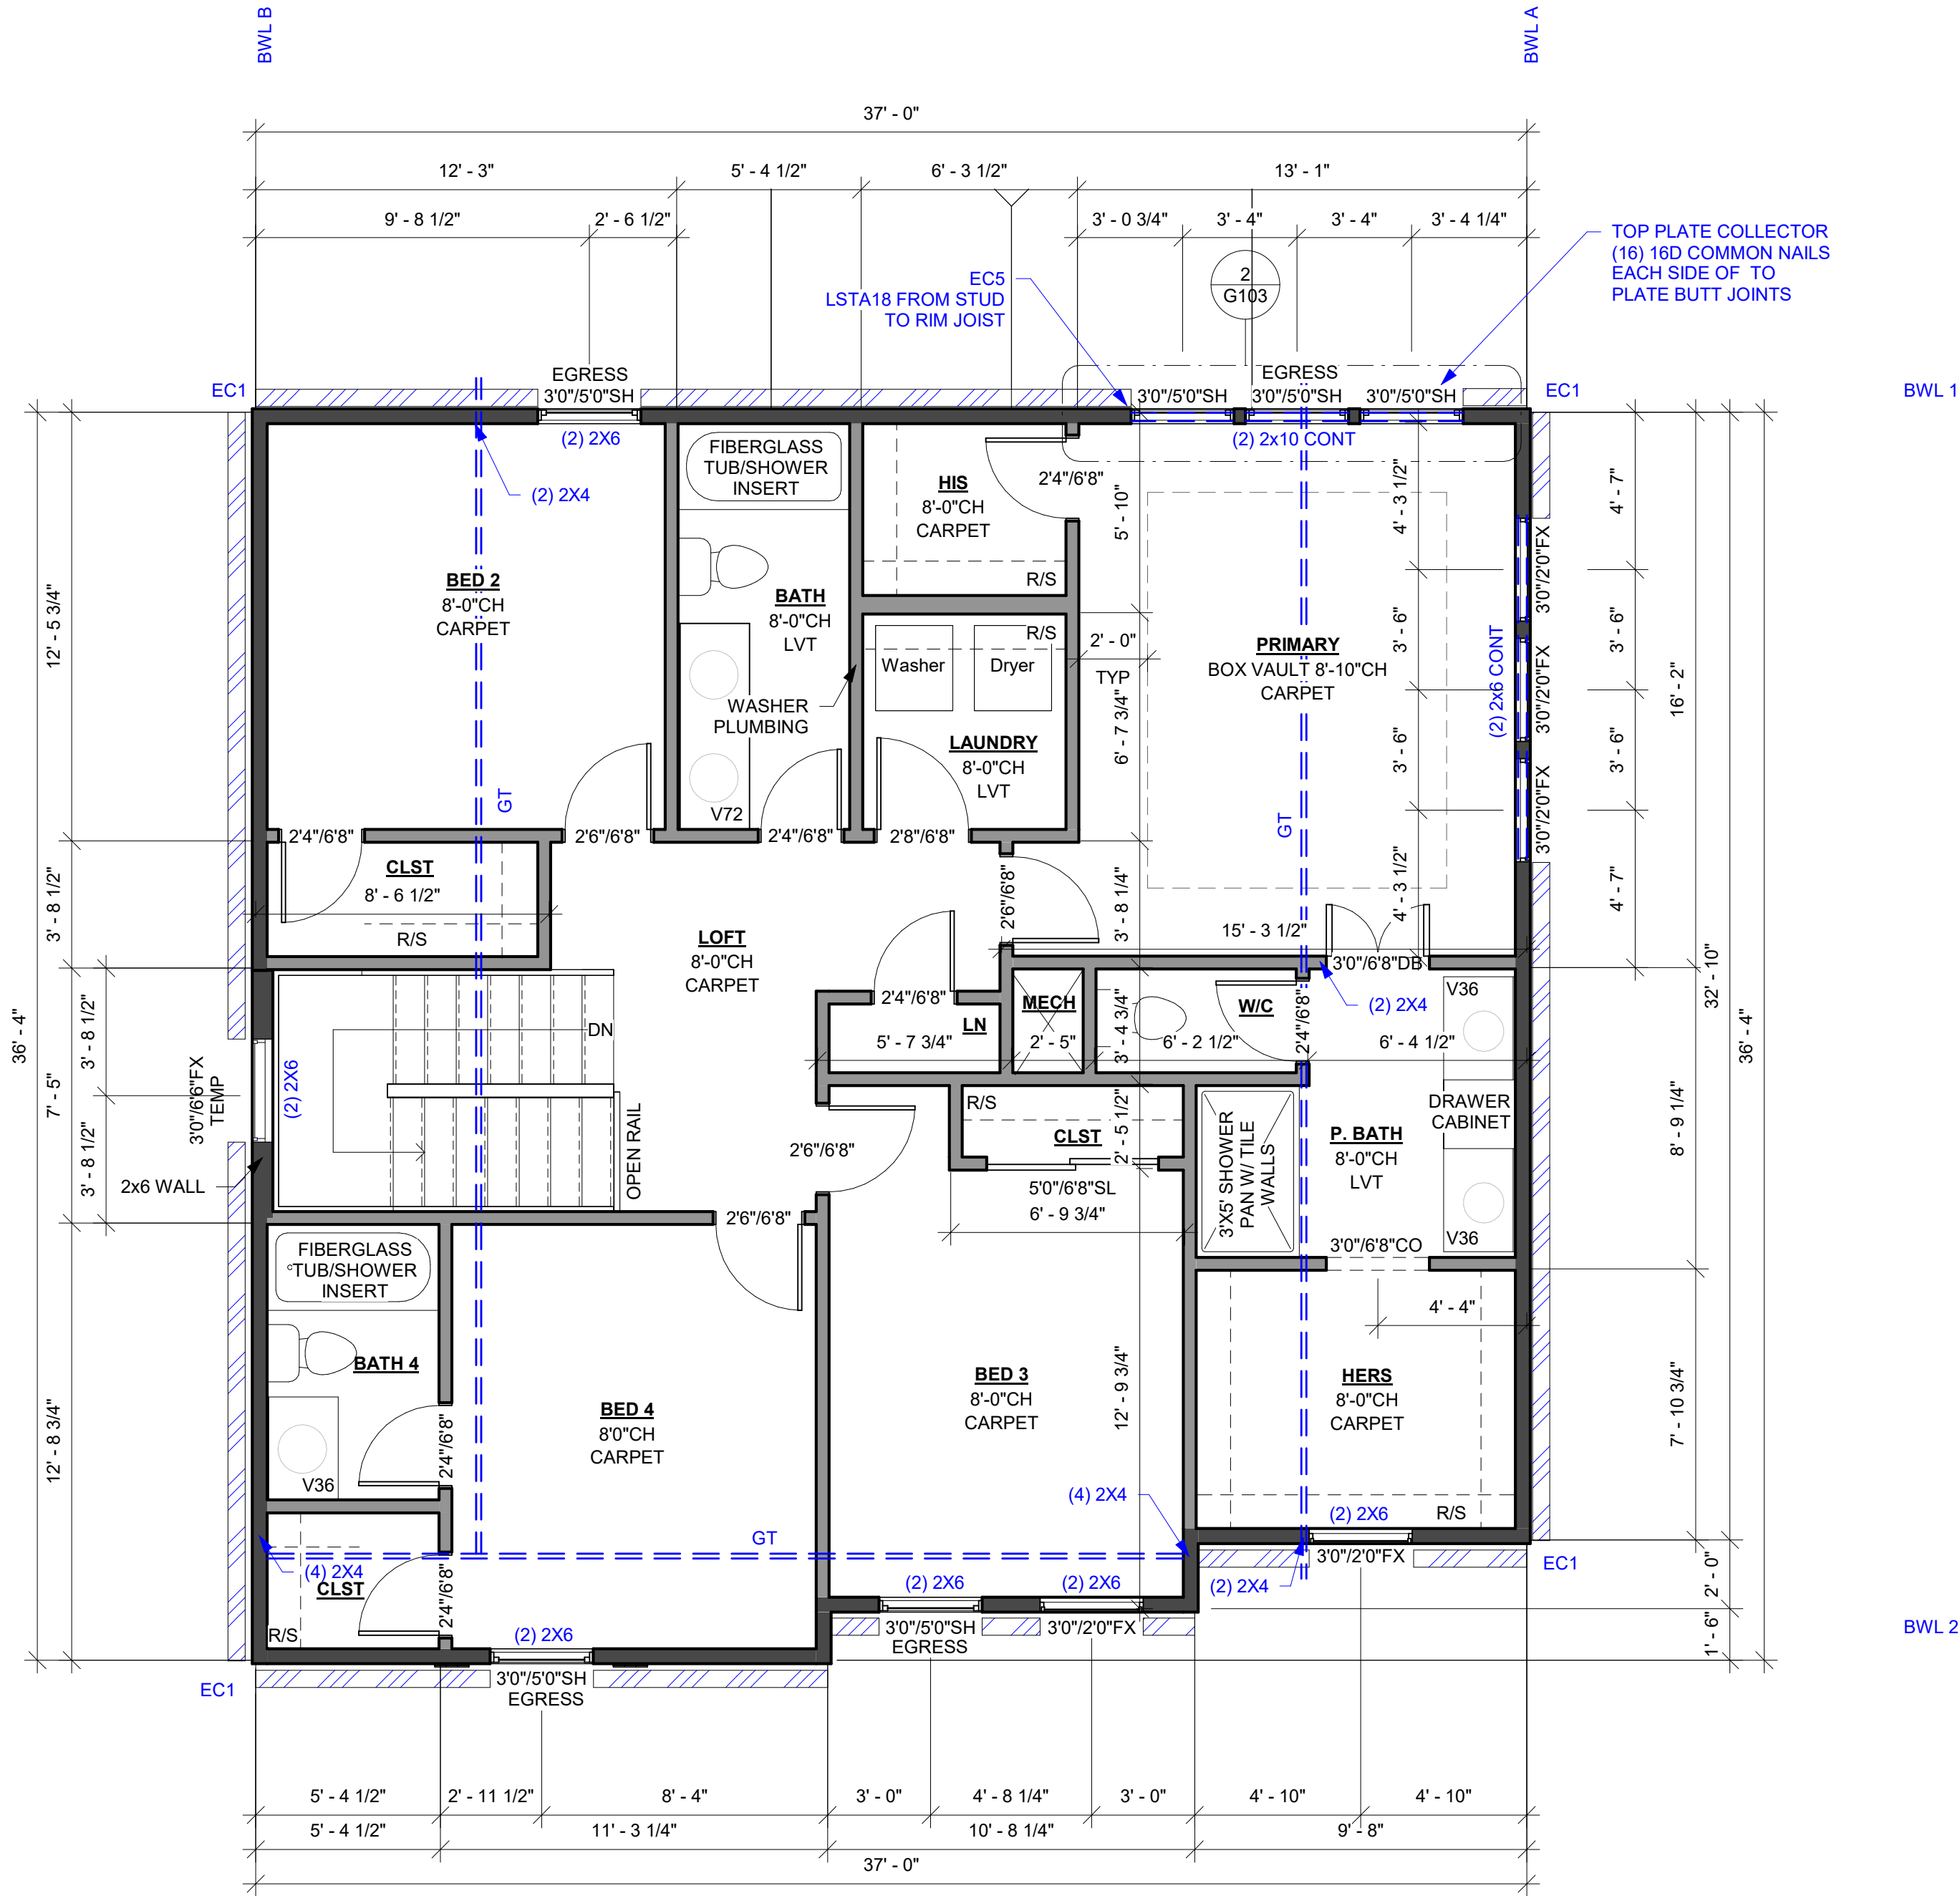 BWL B
BWL A
37' - 0"
12' - 3"
5' - 4 1/2"
6' - 3 1/2"
13' - 1"
9' - 8 1/2"
2' - 6 1/2"
3' - 0 3/4"
3' - 4"
3' - 4"
3' - 4 1/4"
TOP PLATE COLLECTOR
(16) 16D COMMON NAILS
EACH SIDE OF TO
PLATE BUTT JOINTS
EC5
LSTA18 FROM STUD
TO RIM JOIST
2
G103
EC1
EGRESS
3'0"/5'0"SH
3'0"/5'0"SH
EGRESS
3'0"/5'0"SH
3'0"/5'0"SH
EC1
BWL 1
(2) 2X6
(2) 2x10 CONT
(2) 2X4
FIBERGLASS
TUB/SHOWER
INSERT
HIS
8'-0"CH
CARPET
R/S
2'4"/6'8"
5' - 10"
4' - 3 1/2"
4' - 7"
3'0"/2'0"FX
BED 2
8'-0"CH
CARPET
BATH
8'-0"CH
LVT
12' - 5 3/4"
R/S
Washer
Dryer
2' - 0"
TYP
PRIMARY
BOX VAULT 8'-10"CH
CARPET
3' - 6"
3' - 6"
(2) 2x6 CONT
3'0"/2'0"FX
16' - 2"
WASHER
PLUMBING
LAUNDRY
8'-0"CH
LVT
6' - 7 3/4"
3' - 6"
3' - 6"
3'0"/2'0"FX
GT
GT
V72
2'4"/6'8"
2'6"/6'8"
2'4"/6'8"
2'8"/6'8"
CLST
8' - 6 1/2"
R/S
3' - 8 1/2"
LOFT
8'-0"CH
CARPET
2'6"/6'8"
3' - 8 1/4"
4' - 3 1/2"
4' - 7"
15' - 3 1/2"
3'0"/6'8"DB
(2) 2X4
32' - 10"
36' - 4"
36' - 4"
7' - 5"
3' - 8 1/2"
3' - 8 1/2"
3'0"/6'6"FX
TEMP
(2) 2X6
DN
OPEN RAIL
2x6 WALL
2'4"/6'8"
LN
5' - 7 3/4"
MECH
2' - 5"
3' - 4 3/4"
W/C
6' - 2 1/2"
2'4"/6'8"
V36
6' - 4 1/2"
DRAWER
CABINET
R/S
CLST
2' - 5 1/2"
2'6"/6'8"
5'0"/6'8"SL
6' - 9 3/4"
3'X5' SHOWER
PAN W/ TILE
WALLS
P. BATH
8'-0"CH
LVT
V36
3'0"/6'8"CO
8' - 9 1/4"
2'6"/6'8"
FIBERGLASS
TUB/SHOWER
INSERT
BATH 4
V36
2'4"/6'8"
12' - 8 3/4"
BED 4
8'0"CH
CARPET
BED 3
8'-0"CH
CARPET
12' - 9 3/4"
4' - 4"
HERS
8'-0"CH
CARPET
7' - 10 3/4"
(4) 2X4
(2) 2X6
R/S
GT
(4) 2X4
CLST
2'4"/6'8"
R/S
(2) 2X6
(2) 2X6
(2) 2X6
(2) 2X4
3'0"/2'0"FX
EC1
2' - 0"
1' - 6"
BWL 2
3'0"/5'0"SH
EGRESS
3'0"/2'0"FX
EC1
3'0"/5'0"SH
EGRESS
5' - 4 1/2"
2' - 11 1/2"
8' - 4"
3' - 0"
4' - 8 1/4"
3' - 0"
4' - 10"
4' - 10"
5' - 4 1/2"
11' - 3 1/4"
10' - 8 1/4"
9' - 8"
37' - 0"